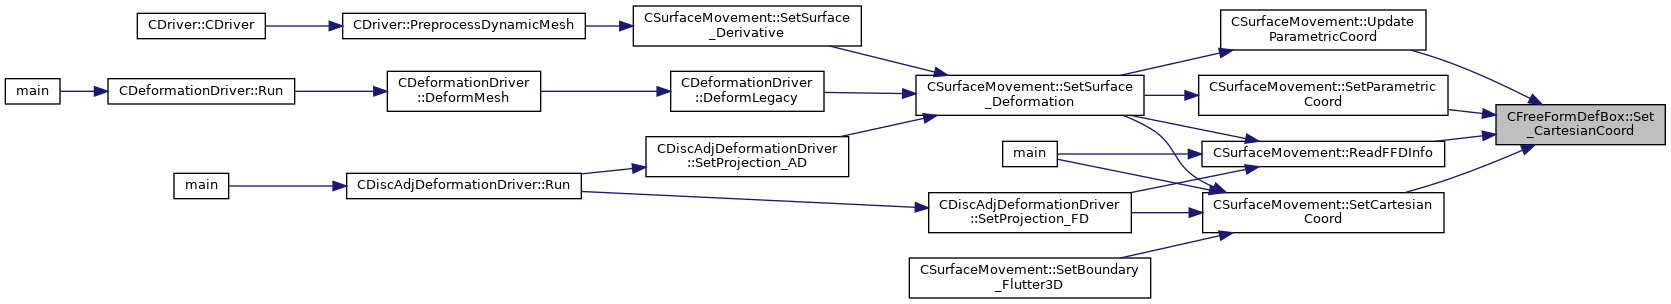 CDriver::CDriver
CDriver::PreprocessDynamicMesh
CSurfaceMovement::SetSurface
_Derivative
CSurfaceMovement::Update
ParametricCoord
main
CDeformationDriver::Run
CDeformationDriver
::DeformMesh
CDeformationDriver
::DeformLegacy
CSurfaceMovement::SetSurface
_Deformation
CSurfaceMovement::SetParametric
Coord
CFreeFormDefBox::Set
_CartesianCoord
CDiscAdjDeformationDriver
::SetProjection_AD
main
CSurfaceMovement::ReadFFDInfo
main
CDiscAdjDeformationDriver::Run
CDiscAdjDeformationDriver
::SetProjection_FD
CSurfaceMovement::SetCartesian
Coord
CSurfaceMovement::SetBoundary
_Flutter3D